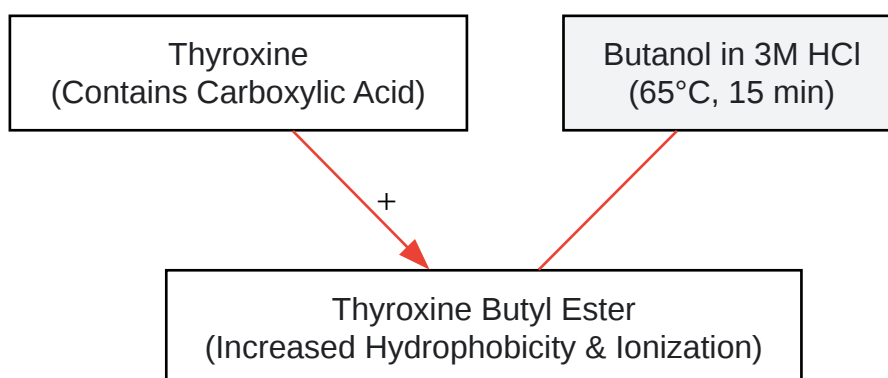 Thyroxine
(Contains Carboxylic Acid)
Butanol in 3M HCl
(65°C, 15 min)
+
Thyroxine Butyl Ester
(Increased Hydrophobicity & Ionization)